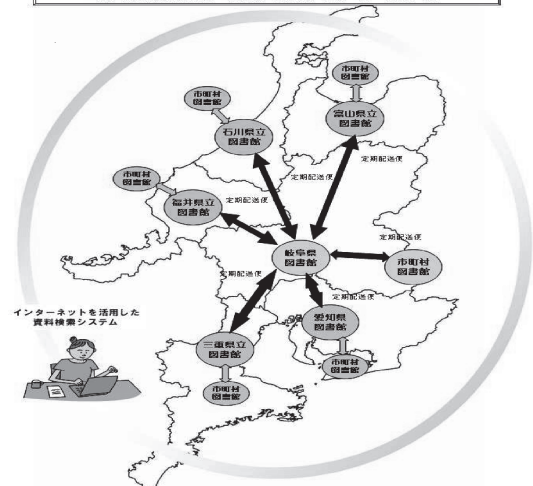 市町村
図書館
富山県立
図書館
市町村
図書館
石川県立
図書館
定期配送便
定期配送便
市町村
図書館
福井県立
図書館
定期配送便
定期配送便
岐阜県
図書館
市町村
図書館
定期配送便
定期配送便
インターネットを活用した
資料検索システム
愛知県
図書館
三重県立
図書館
市町村
図書館
市町村
図書館